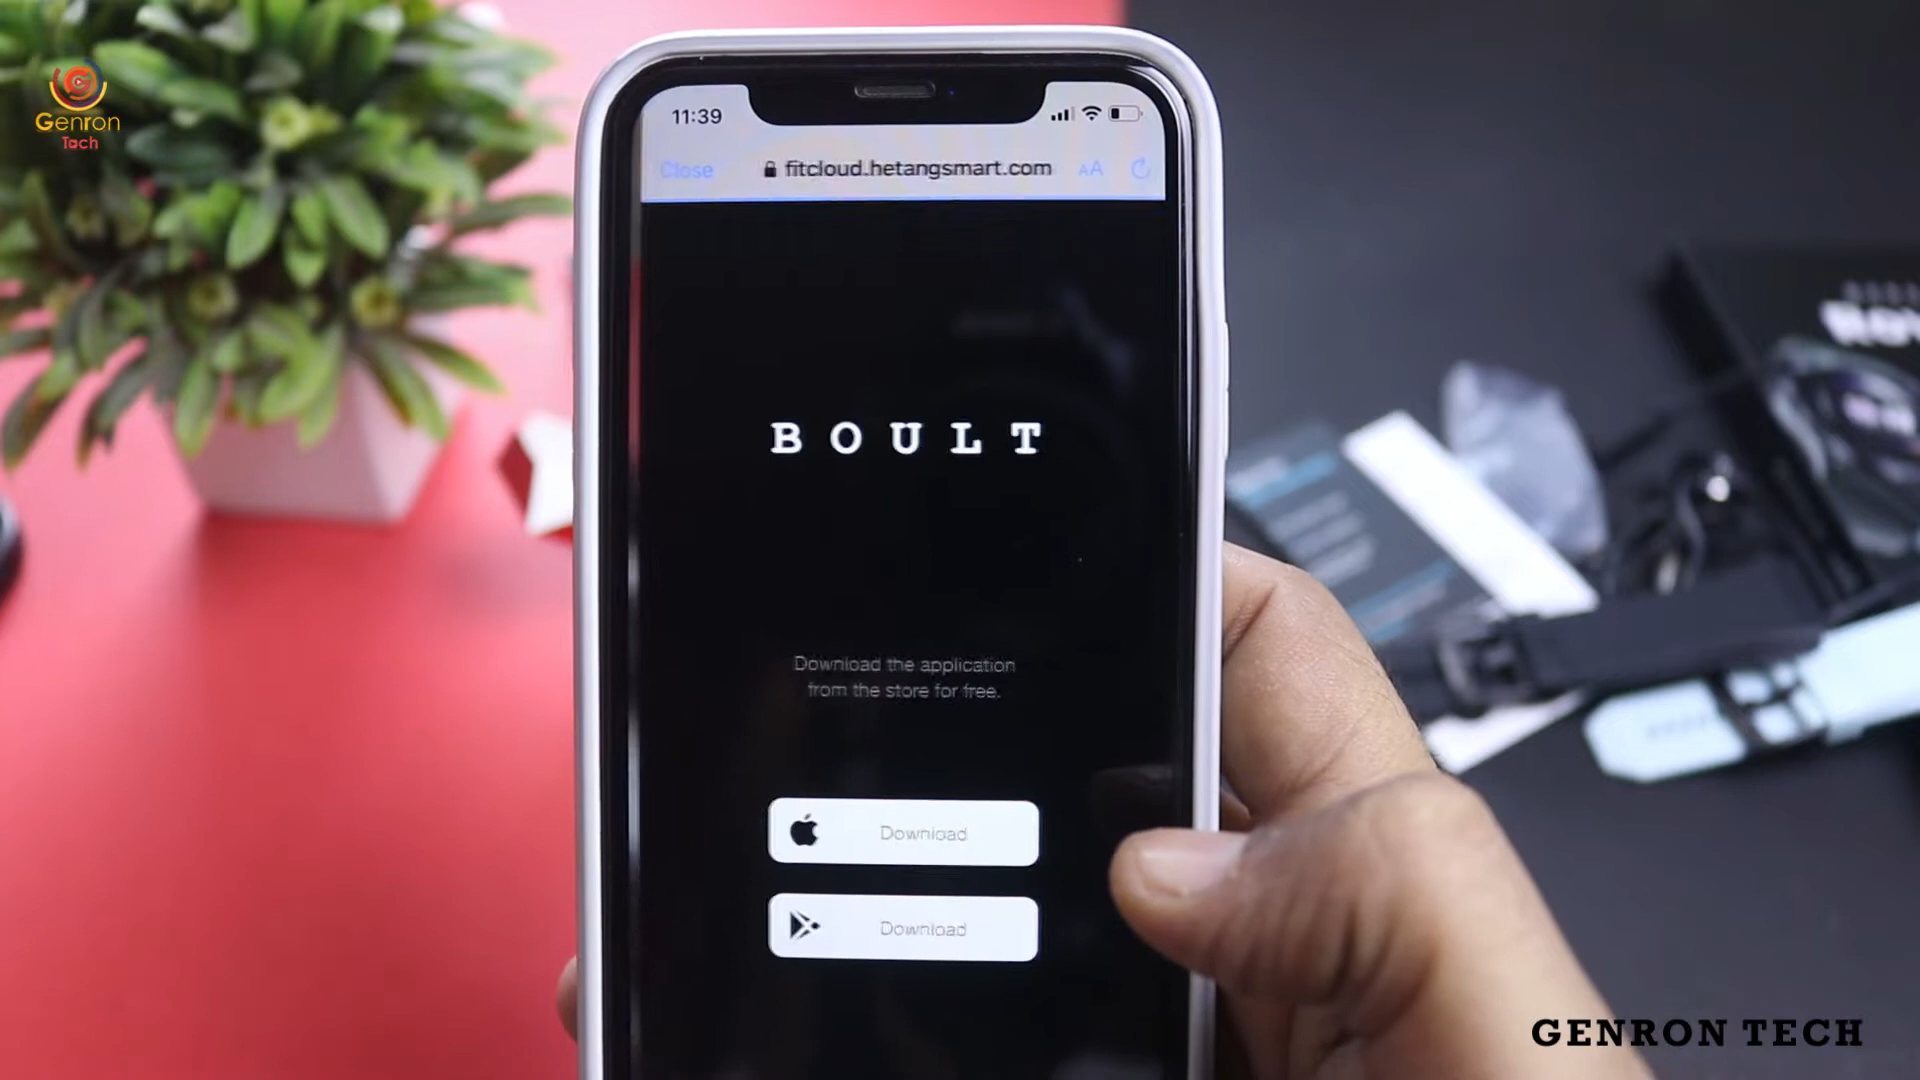 Genron
Tech
11:39
Close
fitcloud.hetangsmart.com
AA
BOULT
Download the application
from the store for free.
Download
Download
GENRON TECH